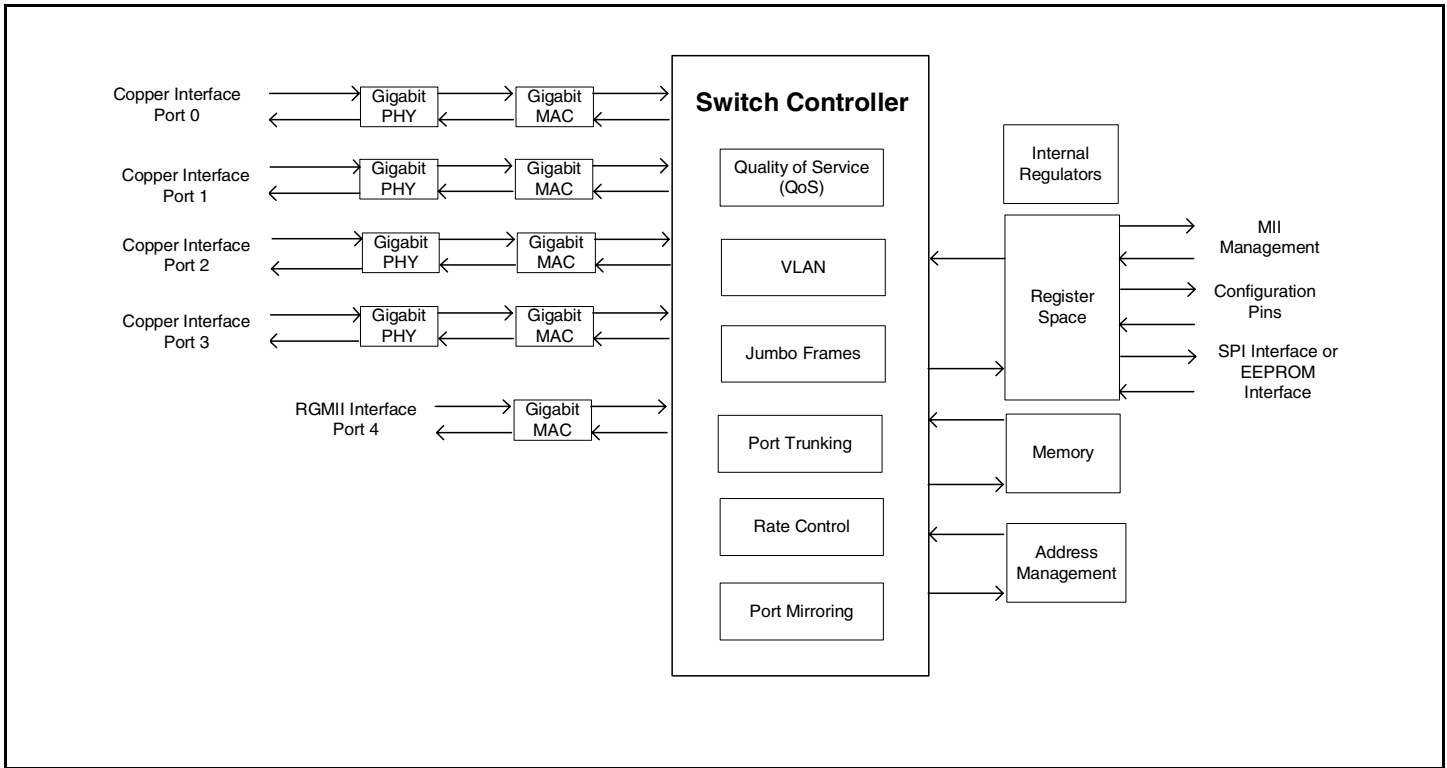 Copper Interface
Port 0
Gigabit
PHY
Gigabit
MAC
Copper Interface
Port 1
Gigabit
PHY
Gigabit
MAC
Copper Interface
Port 2
Gigabit
PHY
Gigabit
MAC
Copper Interface
Port 3
Gigabit
PHY
Gigabit
MAC
RGMII Interface
Port 4
Gigabit
MAC
Switch Controller
Quality of Service
(QoS)
VLAN
Jumbo Frames
Port Trunking
Rate Control
Port Mirroring
Internal
Regulators
Register
Space
Memory
Address
Management
MII
Management
Configuration
Pins
SPI Interface or
EEPROM
Interface